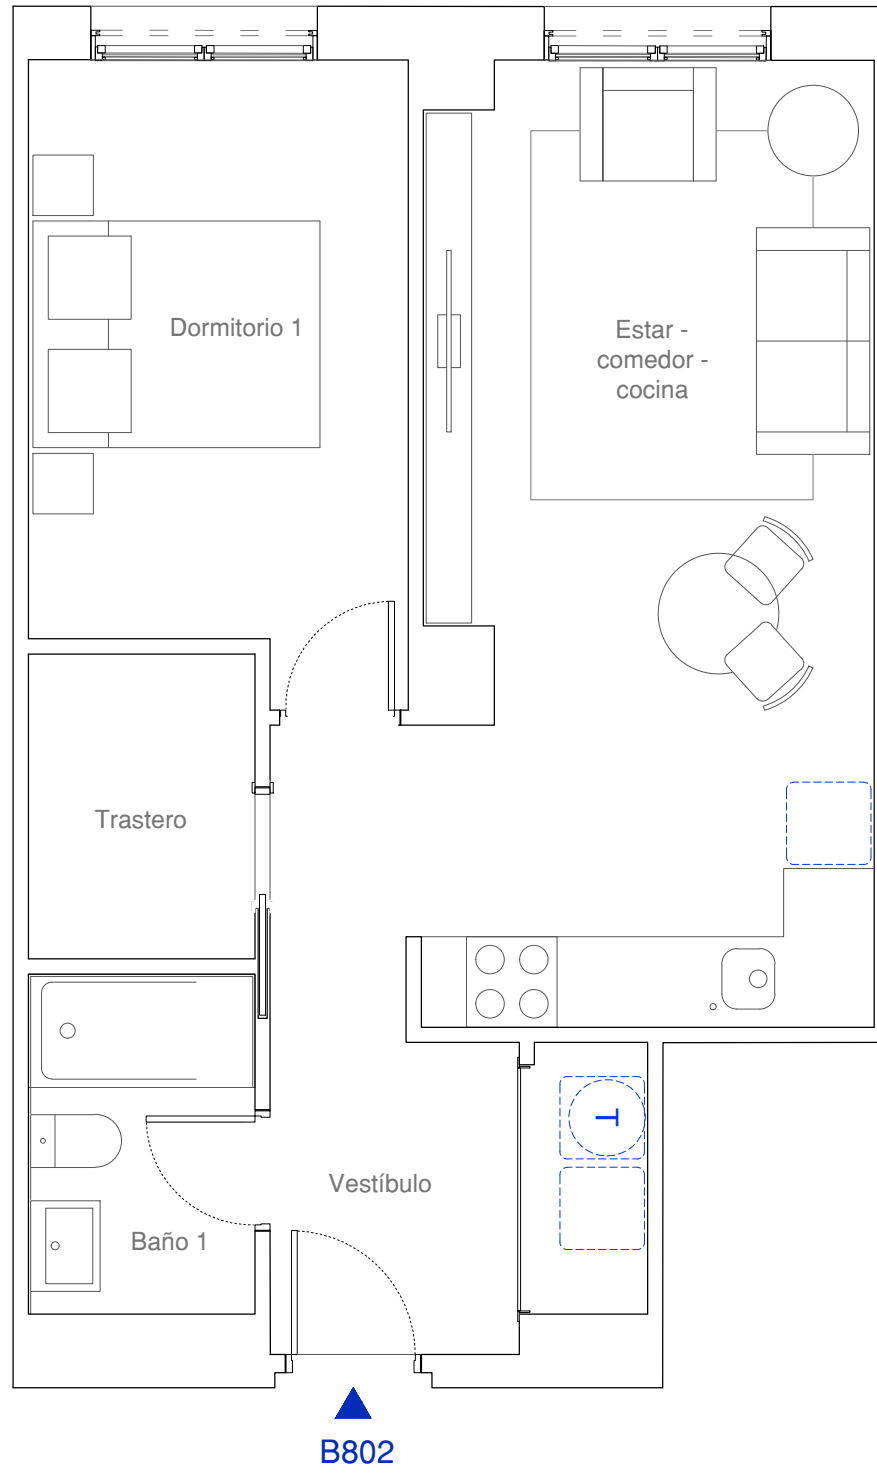 Dormitorio 1
Estar -
comedor -
cocina
Trastero
T
Vestíbulo
Baño 1
B802